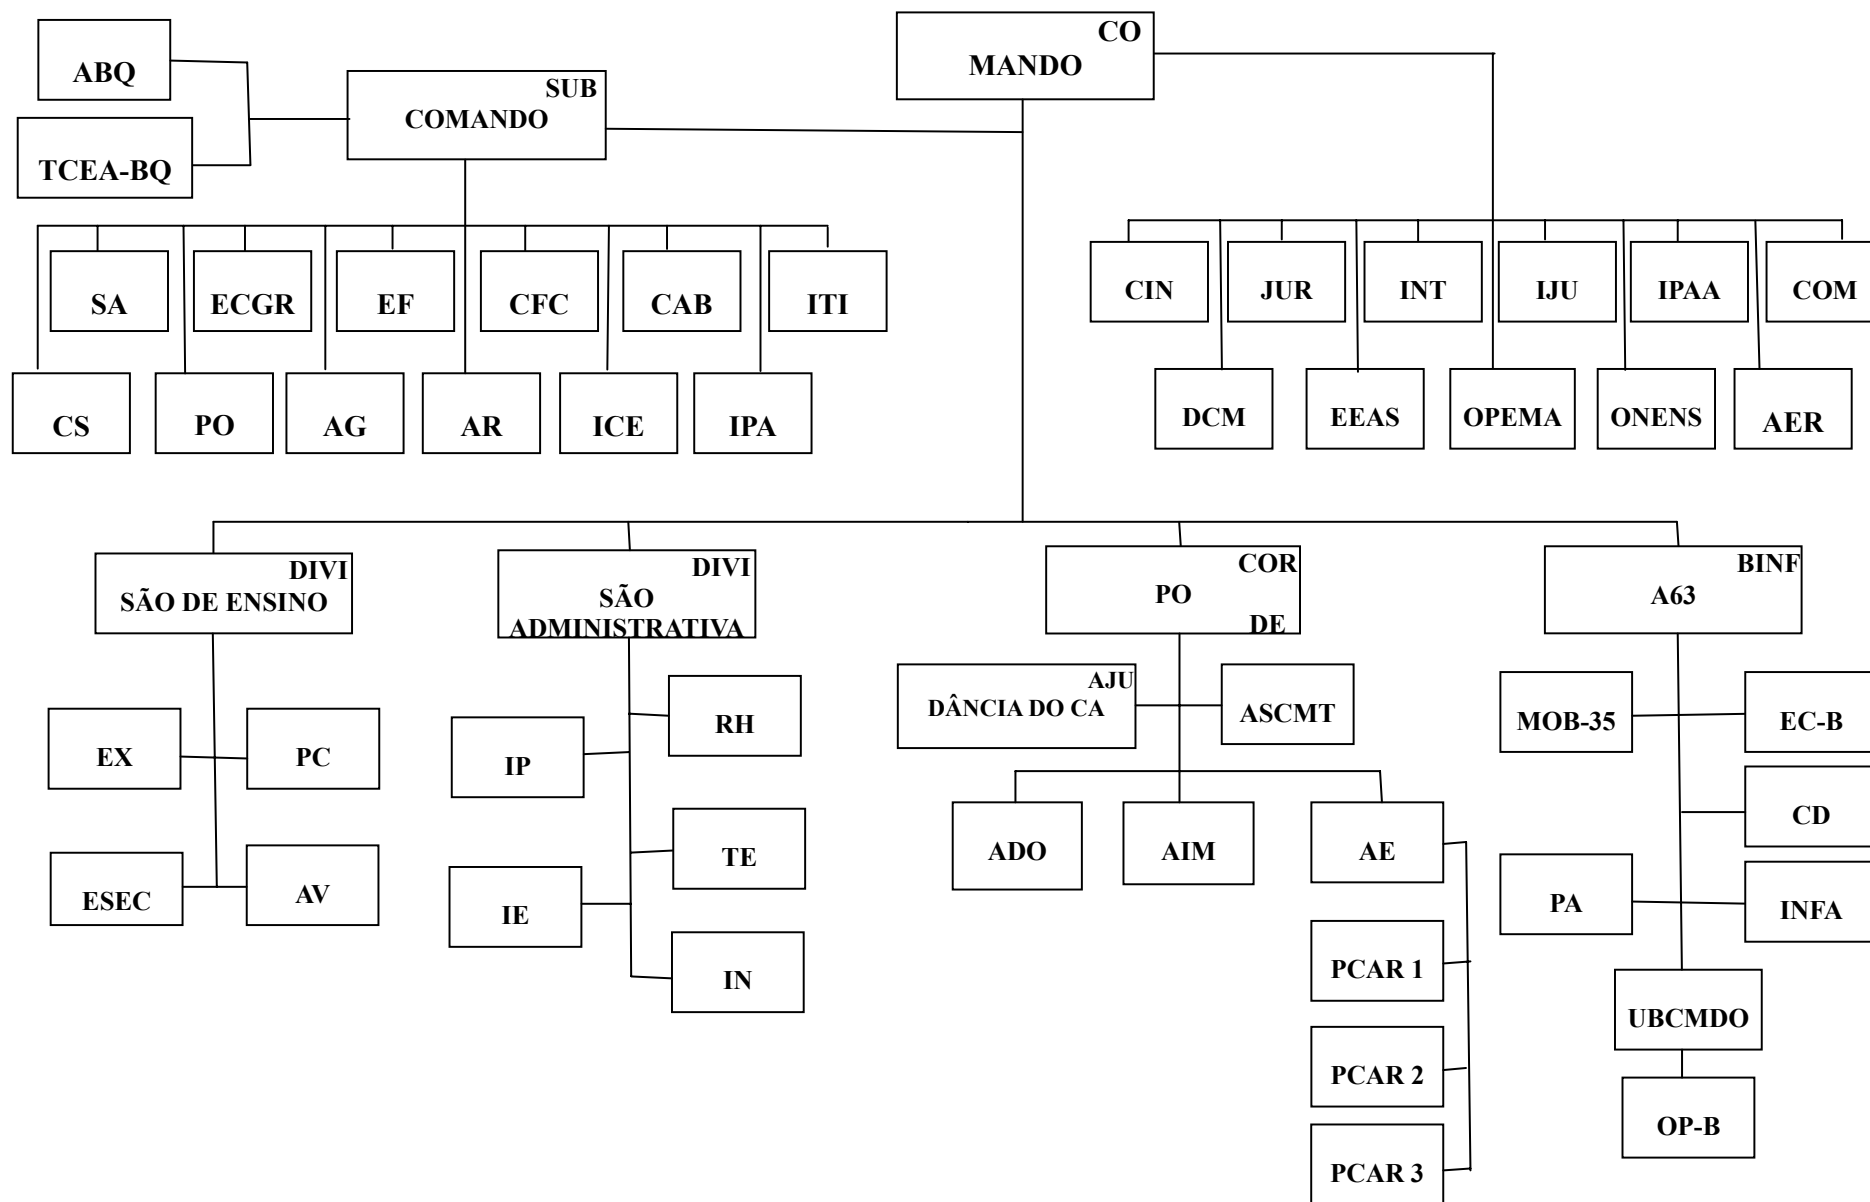 ABQ
TCEA-BQ
SUB
COMANDO
CO
MANDO
SA
ECGR
EF
CFC
CAB
ITI
CS
PO
AG
AR
ICE
IPA
CIN
JUR
INT
IJU
IPAA
COM
DCM
EEAS
OPEMA
ONENS
AER
DIVI
SÃO DE ENSINO
DIVI
SÃO
ADMINISTRATIVA
COR
PO
DE
BINF
A63
EX
PC
ESEC
AV
RH
IP
TE
IE
IN
AJU
DÂNCIA DO CA
ASCMT
ADO
AIM
AE
PCAR 1
PCAR 2
PCAR 3
MOB-35
EC-B
CD
PA
INFA
UBCMDO
OP-B